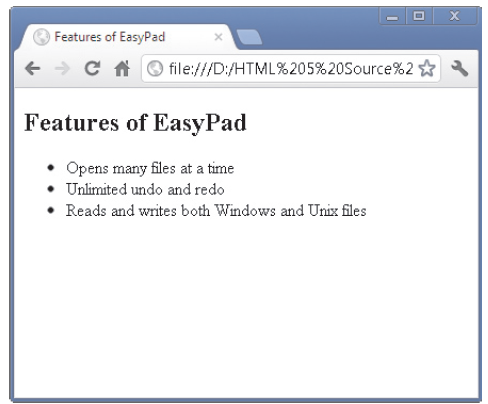 Features of EasyPad
file:///D:/HTML%205%20Source%2
Features of EasyPad
Opens many files at a time
Unlimited undo and redo
Reads and writes both Windows and Unix files